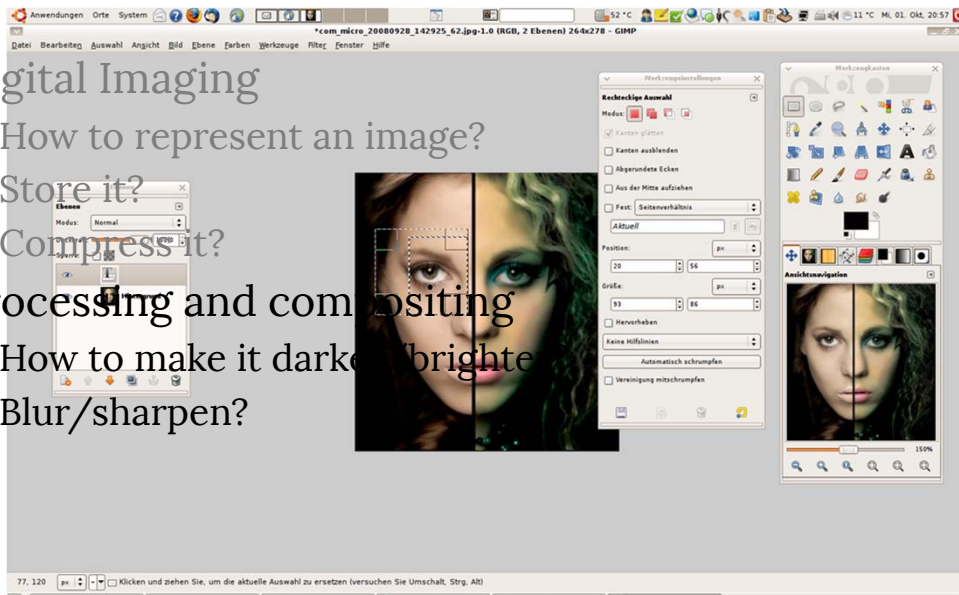 Anwendungen Orte System
52 °C
11 °C Mi, 01. Okt, 20:57
*com_micro_20080928_142925_62.jpg-1.0 (RGB, 2 Ebenen) 264x278 - GIMP
Datei Bearbeiten Auswahl Ansicht Bild Ebene Farben Werkzeuge Filter Fenster Hilfe
gital Imaging
How to represent an image?
Store it?
Compress it?
ocessing and compositing
How to make it darker/brighte
Blur/sharpen?
Ebenen
Modus: Normal
Werkzeugeinstellungen
Rechteckige Auswahl
Modus:
Kanten glätten
Kanten ausblenden
Abgerundete Ecken
Aus der Mitte aufziehen
Fest: Seitenverhältnis
Aktuell
Position: px
20 56
Größe: px
93 86
Hervorheben
Keine Hilfslinien
Automatisch schrumpfen
Vereinigung mitschrumpfen
Werkzeugkasten
Ansichtsnavigation
150%
77, 120 px Klicken und ziehen Sie, um die aktuelle Auswahl zu ersetzen (versuchen Sie Umschalt, Strg, Alt)